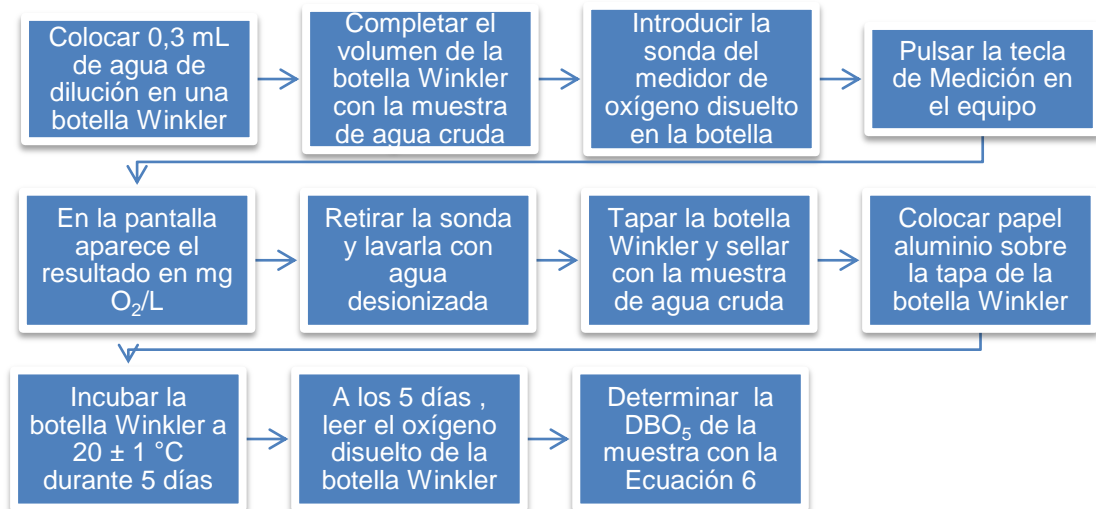 Colocar 0,3 mL
de agua de
dilución en una
botella Winkler
Completar el
volumen de la
botella Winkler
con la muestra
de agua cruda
Introducir la
sonda del
medidor de
oxígeno disuelto
en la botella
Pulsar la tecla
de Medición en
el equipo
En la pantalla
aparece el
resultado en mg
O₂/L
Retirar la sonda
y lavarla con
agua
desionizada
Tapar la botella
Winkler y sellar
con la muestra
de agua cruda
Colocar papel
aluminio sobre
la tapa de la
botella Winkler
Incubar la
botella Winkler a
20 ± 1 °C
durante 5 días
A los 5 días ,
leer el oxígeno
disuelto de la
botella Winkler
Determinar la
DBO₅ de la
muestra con la
Ecuación 6